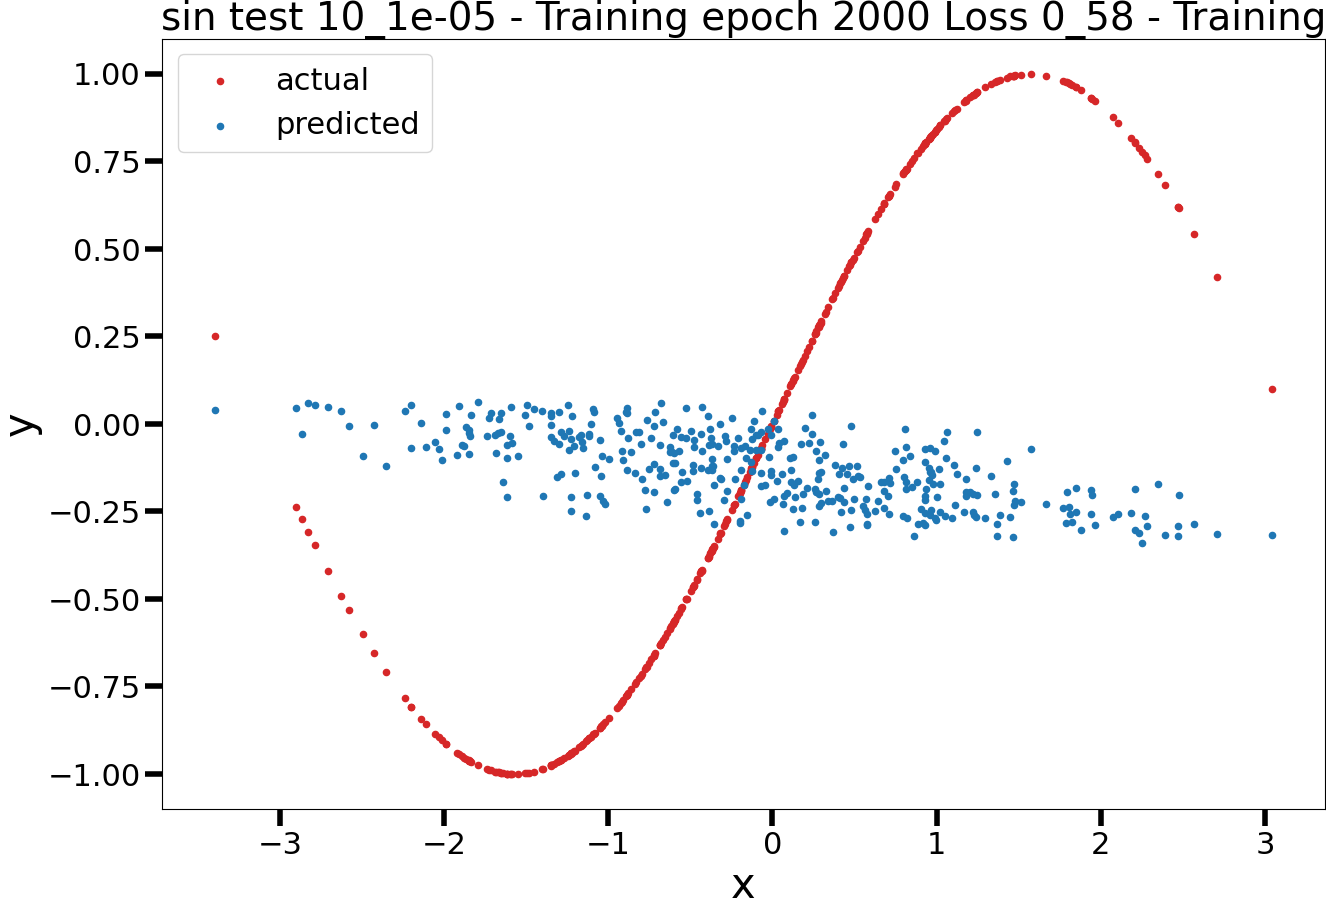 sin test 10_1e-05 - Training epoch 2000 Loss 0_58 - Training
actual
predicted
1.00
0.75
0.50
0.25
0.00
−0.25
−0.50
−0.75
−1.00
y
−3 −2 −1 0 1 2 3
x